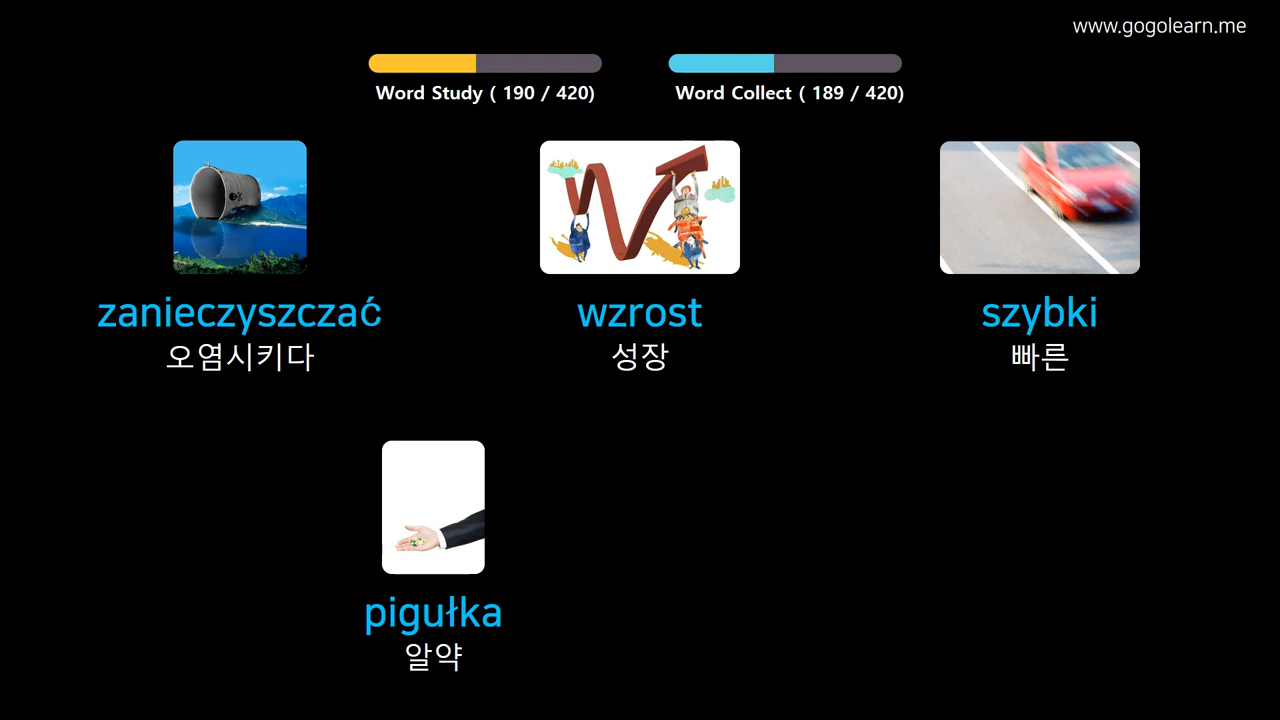 www.gogolearn.me
Word Study ( 190 / 420)
Word Collect ( 189 / 420)
zanieczyszczać
오염시키다
wzrost
성장
szybki
빠른
pigułka
알약